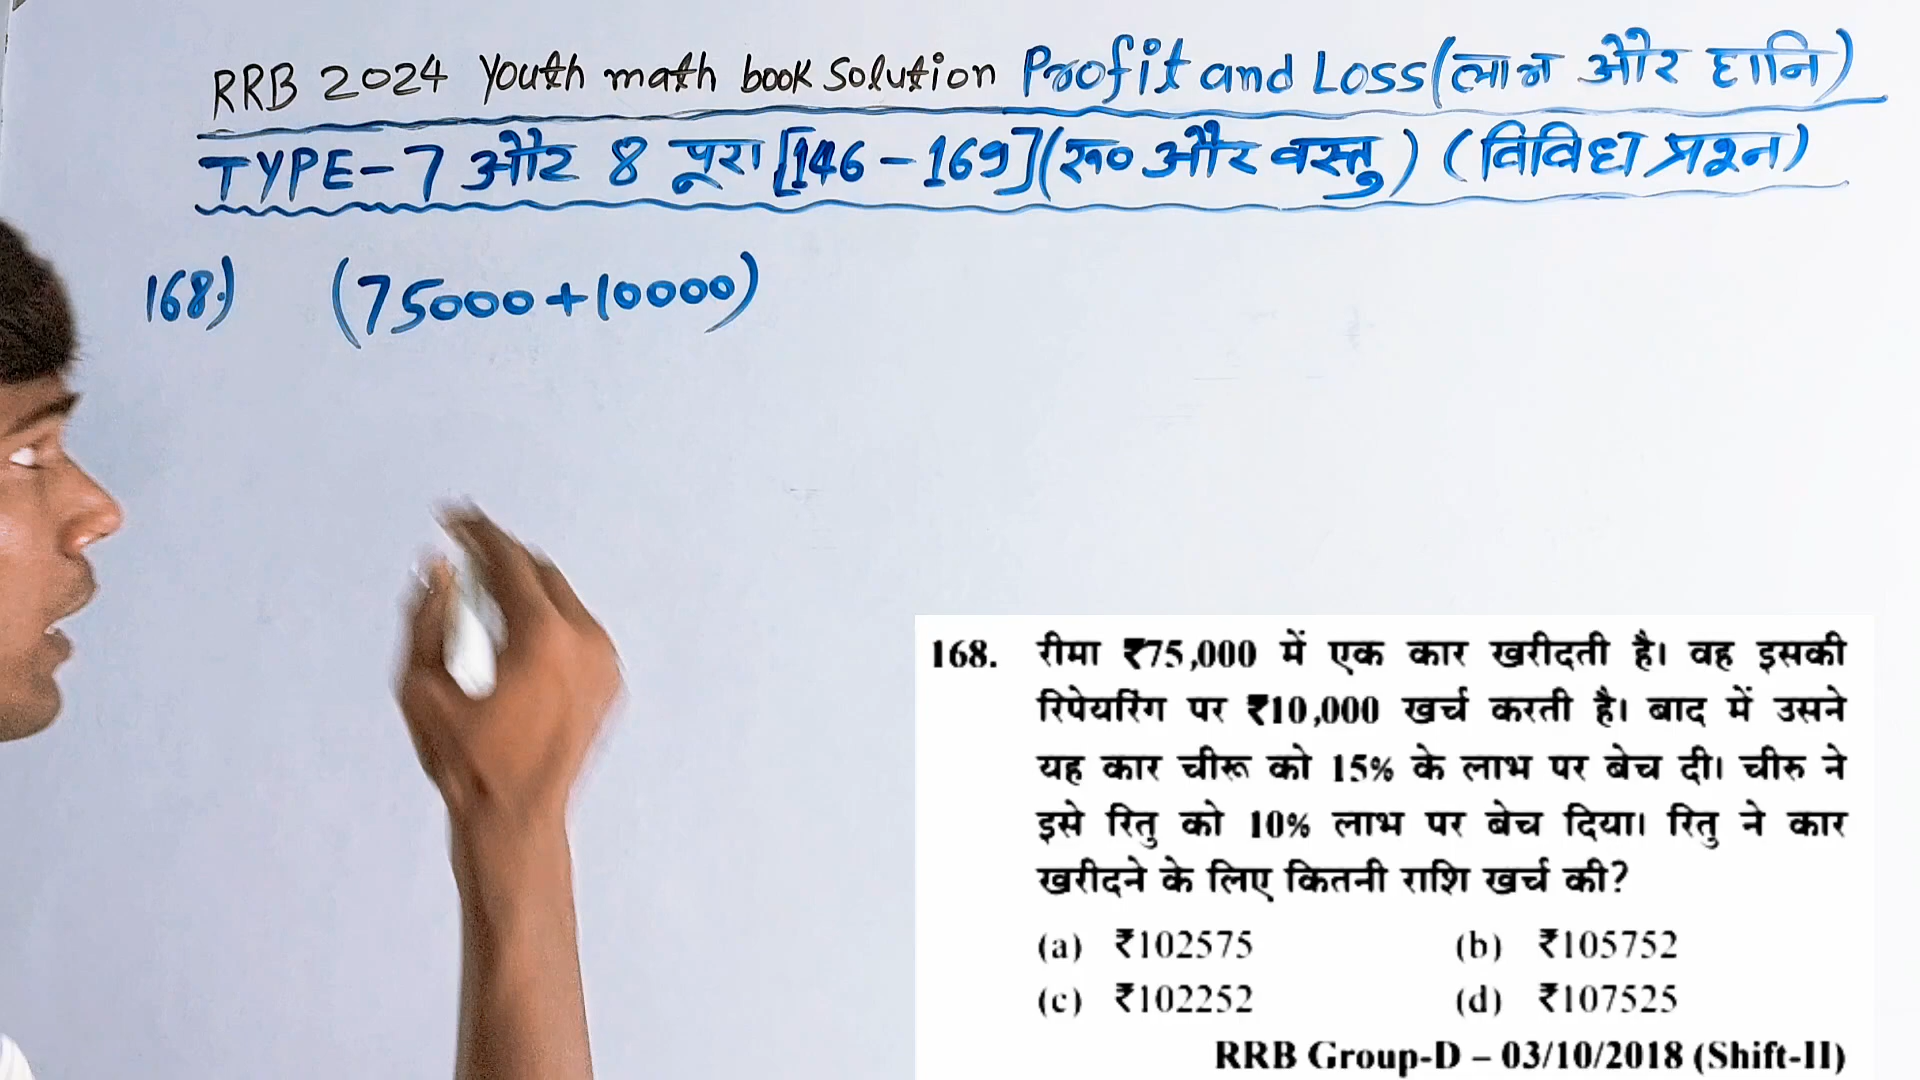 RRB 2024 Youth math book Solution Profit and Loss (लाभ और हानि)
TYPE-7 और 8 पूरा [146-169] (रू० और वस्तु) (विविध प्रश्न)
168) (75000+10000)
168. रीमा ₹75,000 में एक कार खरीदती है। वह इसकी
रिपेयरिंग पर ₹10,000 खर्च करती है। बाद में उसने
यह कार चीरू को 15% के लाभ पर बेच दी। चीरु ने
इसे रितु को 10% लाभ पर बेच दिया। रितु ने कार
खरीदने के लिए कितनी राशि खर्च की?
(a) ₹102575 (b) ₹105752
(c) ₹102252 (d) ₹107525
RRB Group-D – 03/10/2018 (Shift-II)